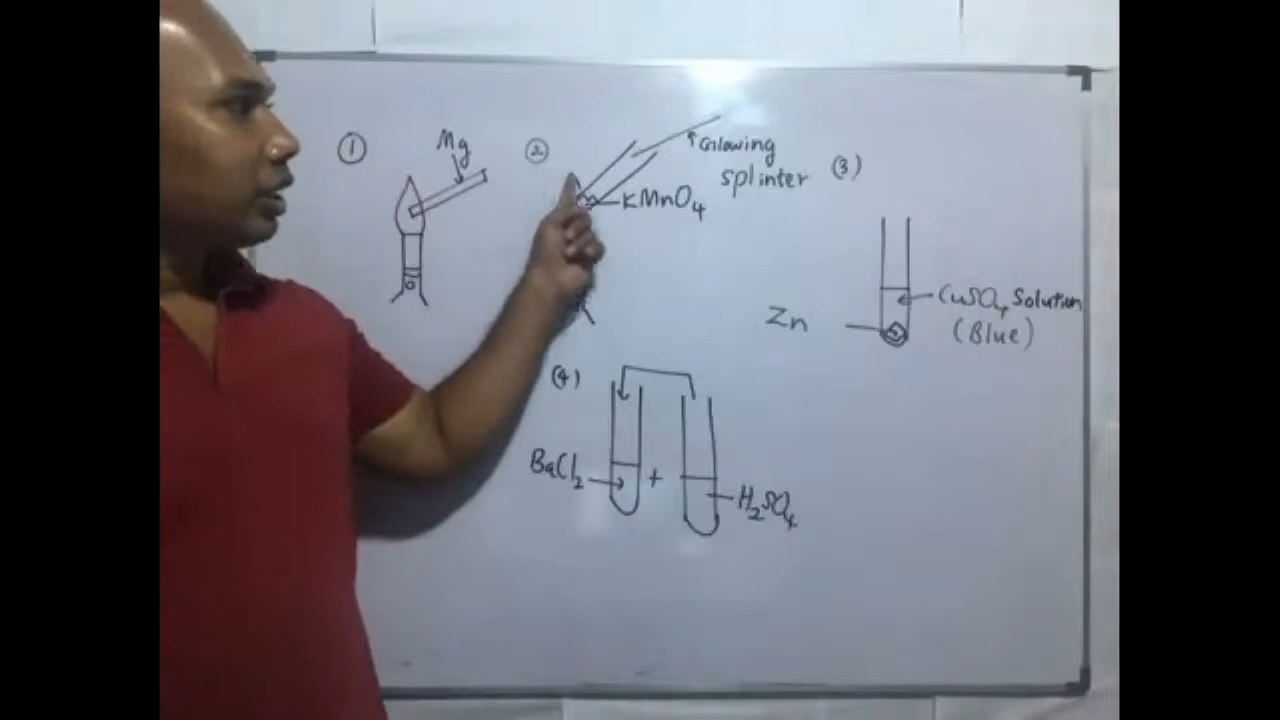 ①
Mg
②
Glowing
splinter
KMnO₄
(3)
Zn
CuSO₄ Solution
(Blue)
(4)
BaCl₂
+
H₂SO₄